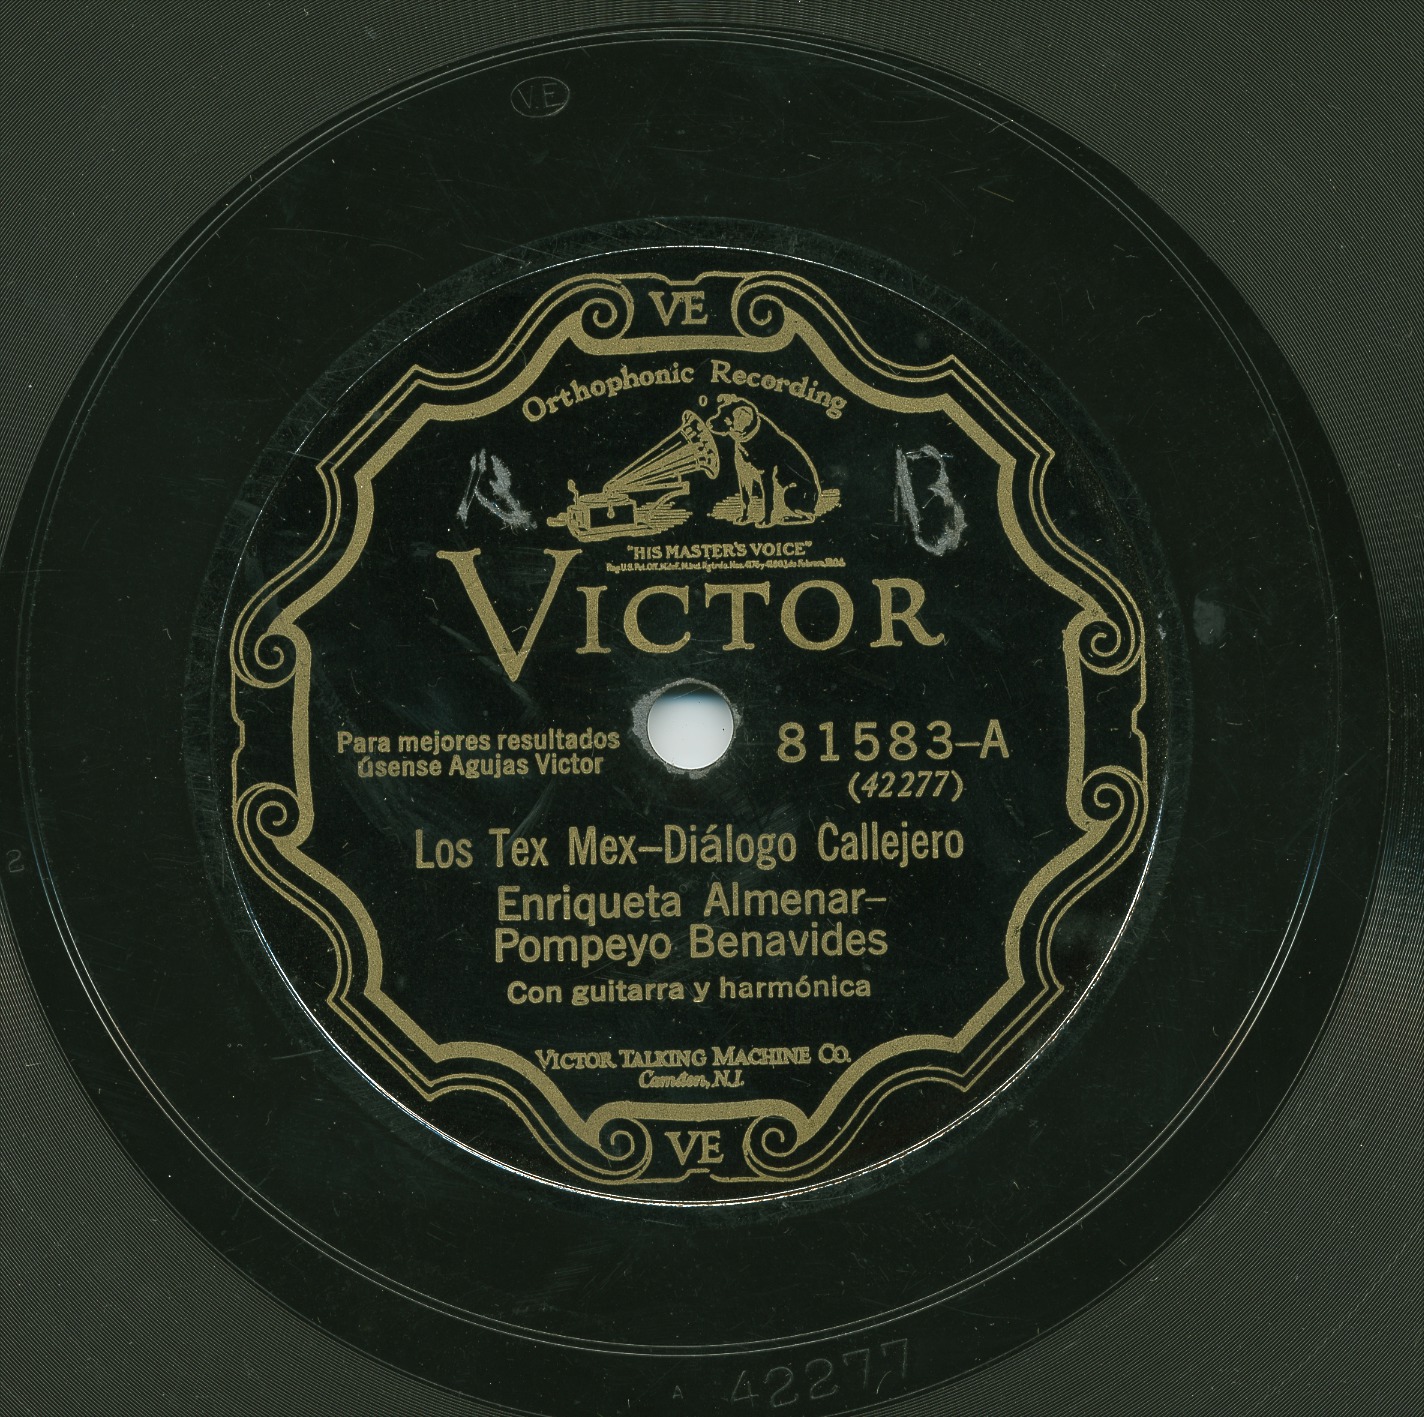 V.E
VE
Orthophonic Recording
"HIS MASTER'S VOICE"
B
VICTOR
Para mejores resultados
úsense Agujas Victor
81583-A
(42277)
Los Tex Mex-Diálogo Callejero
Enriqueta Almenar-
Pompeyo Benavides
Con guitarra y harmónica
VICTOR TALKING MACHINE CO.
Camden, N.J.
VE
2
A 42277